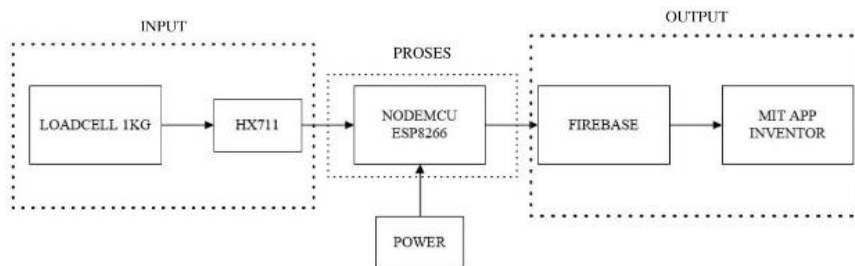 INPUT
PROSES
OUTPUT
LOADCELL 1KG
HX711
NODEMCU
ESP8266
FIREBASE
MIT APP
INVENTOR
POWER